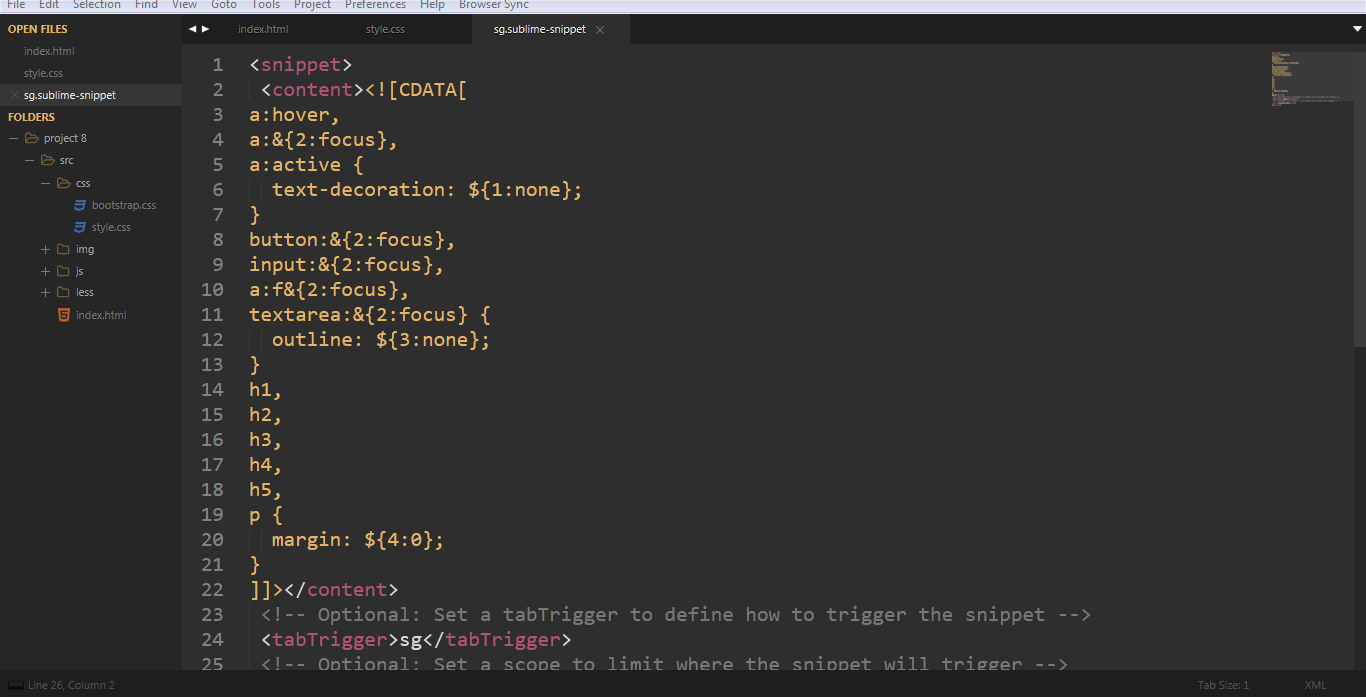 File Edit Selection Find View Goto Tools Project Preferences Help Browser Sync
OPEN FILES
index.html
style.css
sg.sublime-snippet
FOLDERS
project 8
src
css
bootstrap.css
style.css
img
js
less
index.html
index.html style.css sg.sublime-snippet
1 <snippet>
2 <content><![CDATA[
3 a:hover,
4 a:&{2:focus},
5 a:active {
6 text-decoration: ${1:none};
7 }
8 button:&{2:focus},
9 input:&{2:focus},
10 a:f&{2:focus},
11 textarea:&{2:focus} {
12 outline: ${3:none};
13 }
14 h1,
15 h2,
16 h3,
17 h4,
18 h5,
19 p {
20 margin: ${4:0};
21 }
22 ]]></content>
23 <!-- Optional: Set a tabTrigger to define how to trigger the snippet -->
24 <tabTrigger>sg</tabTrigger>
25 <!-- Optional: Set a scope to limit where the snippet will trigger -->
Line 26, Column 2 Tab Size: 1 XML